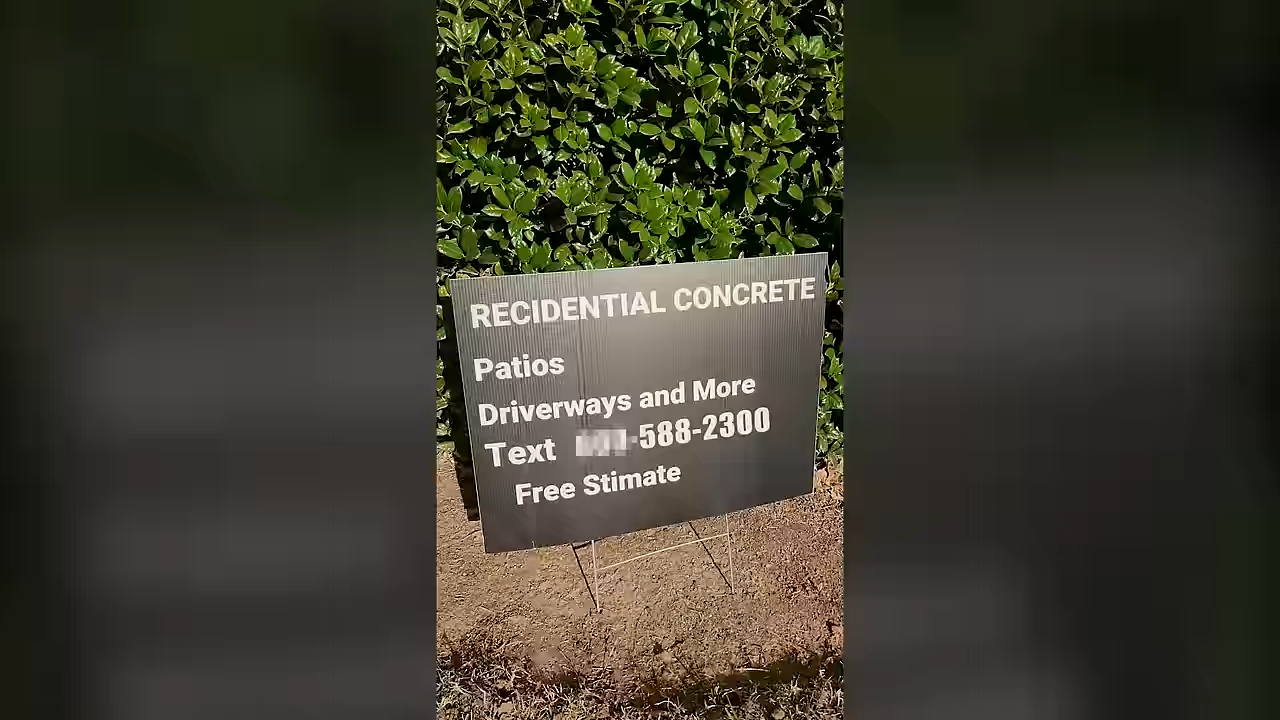 RECIDENTIAL CONCRETE
Patios
Driverways and More
Text -588-2300
Free Stimate